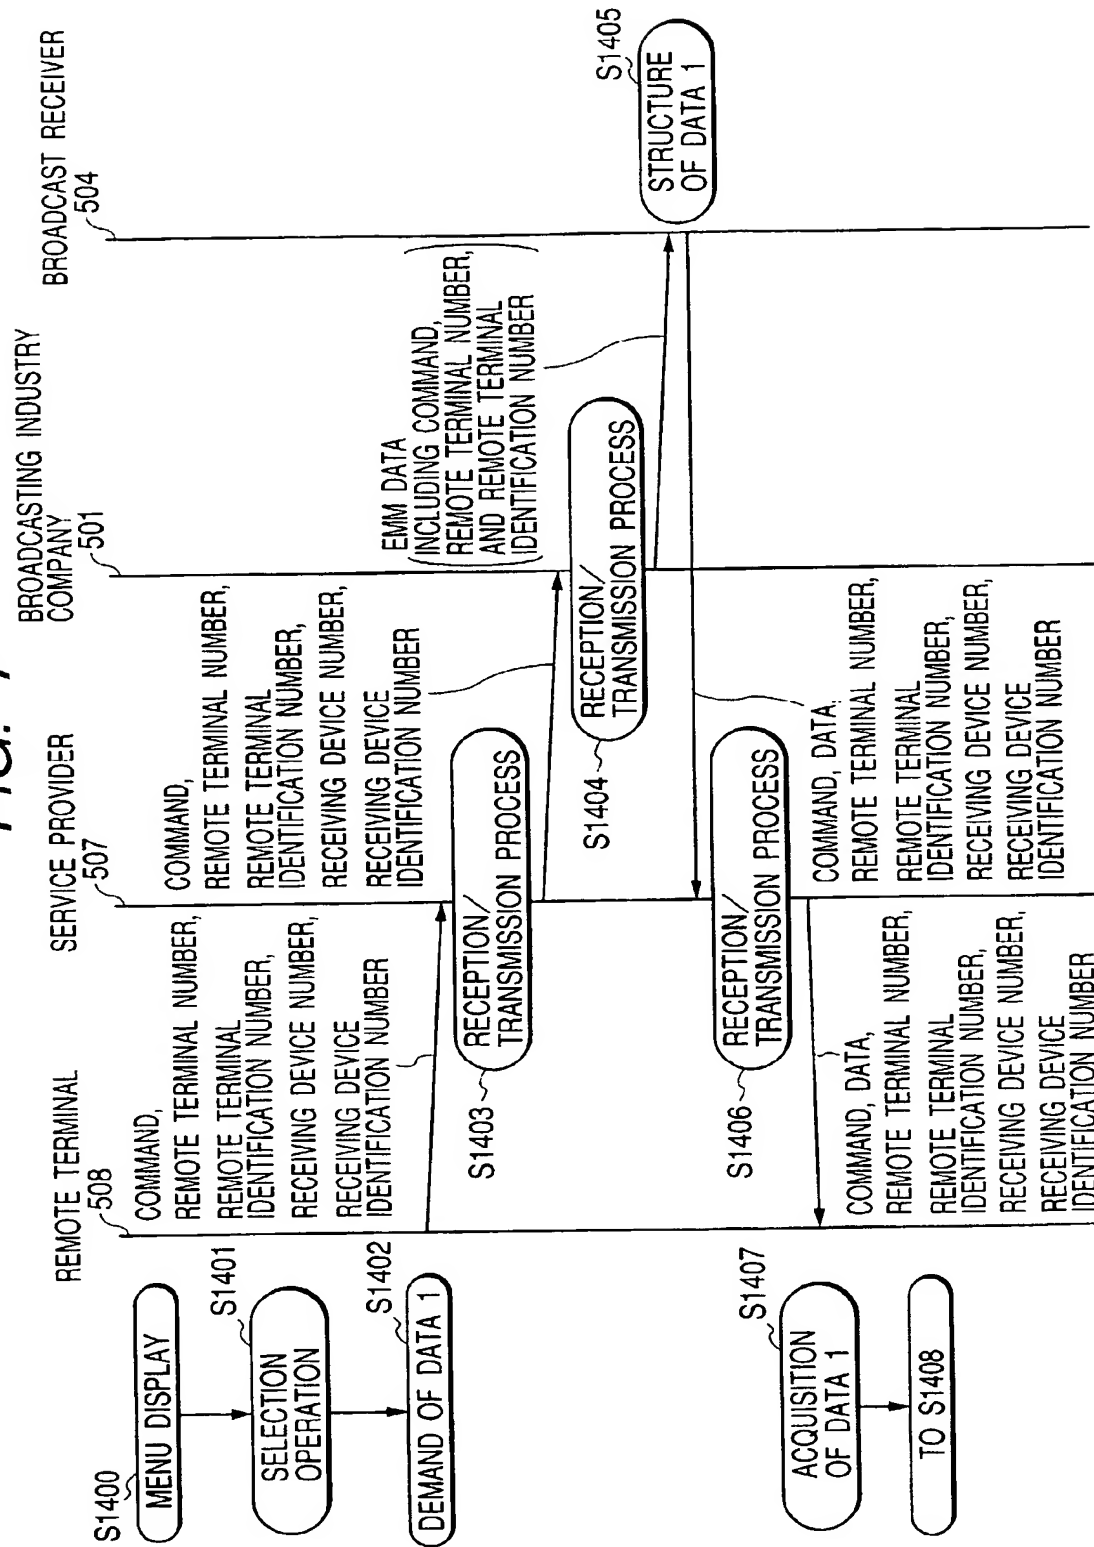 REMOTE TERMINAL
508
SERVICE PROVIDER
507
BROADCASTING INDUSTRY
COMPANY
501
BROADCAST RECEIVER
504
S1400
MENU DISPLAY
S1401
SELECTION
OPERATION
S1402
DEMAND OF DATA 1
COMMAND,
REMOTE TERMINAL NUMBER,
REMOTE TERMINAL
IDENTIFICATION NUMBER,
RECEIVING DEVICE NUMBER,
RECEIVING DEVICE
IDENTIFICATION NUMBER
S1403
RECEPTION/
TRANSMISSION PROCESS
COMMAND,
REMOTE TERMINAL NUMBER,
REMOTE TERMINAL
IDENTIFICATION NUMBER,
RECEIVING DEVICE NUMBER,
RECEIVING DEVICE
IDENTIFICATION NUMBER
S1404
RECEPTION/
TRANSMISSION PROCESS
EMM DATA
(INCLUDING COMMAND,
REMOTE TERMINAL NUMBER,
AND REMOTE TERMINAL
IDENTIFICATION NUMBER)
S1405
STRUCTURE
OF DATA 1
COMMAND, DATA,
REMOTE TERMINAL NUMBER,
REMOTE TERMINAL
IDENTIFICATION NUMBER,
RECEIVING DEVICE NUMBER,
RECEIVING DEVICE
IDENTIFICATION NUMBER
S1406
RECEPTION/
TRANSMISSION PROCESS
COMMAND, DATA,
REMOTE TERMINAL NUMBER,
REMOTE TERMINAL
IDENTIFICATION NUMBER,
RECEIVING DEVICE NUMBER,
RECEIVING DEVICE
IDENTIFICATION NUMBER
S1407
ACQUISITION
OF DATA 1
TO S1408